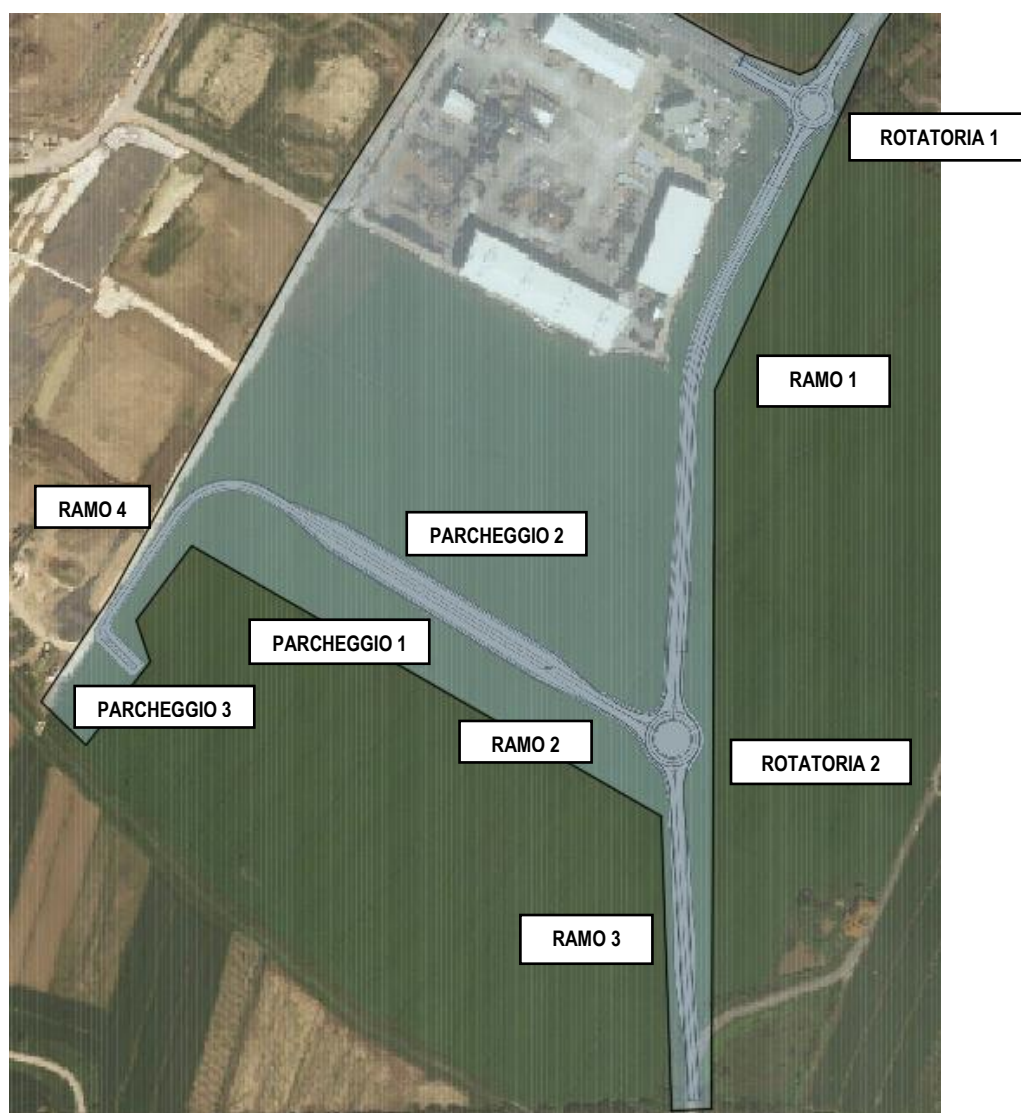 ROTATORIA 1
RAMO 1
RAMO 4
PARCHEGGIO 2
PARCHEGGIO 1
PARCHEGGIO 3
RAMO 2
ROTATORIA 2
RAMO 3